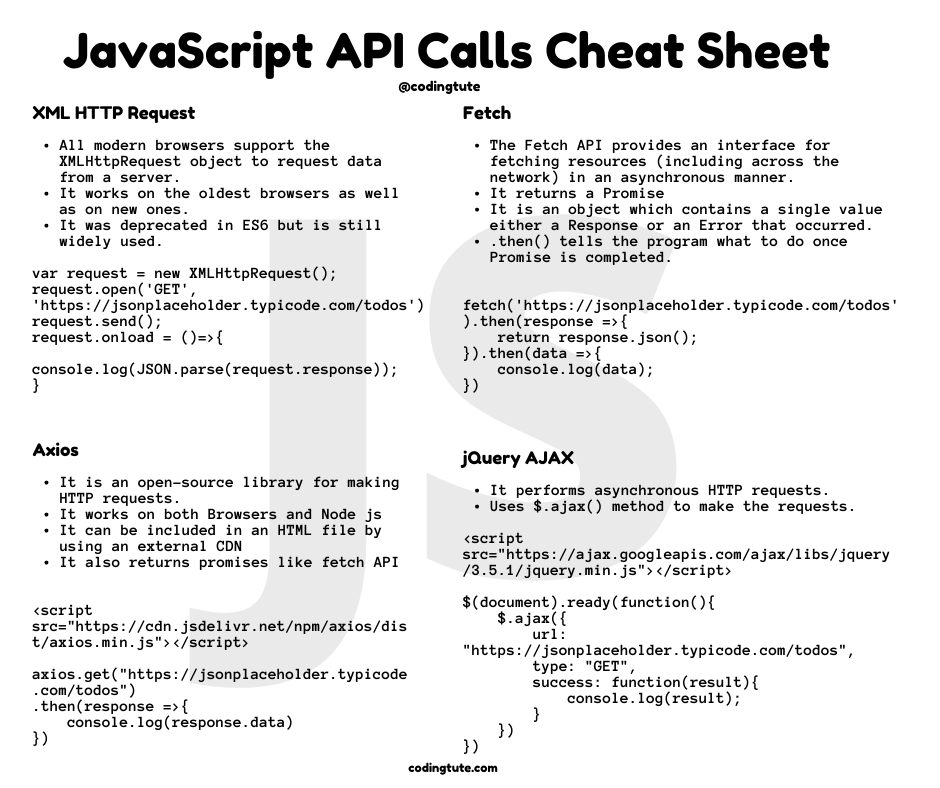 JavaScript API Calls Cheat Sheet
@codingtute
XML HTTP Request
• All modern browsers support the
XMLHttpRequest object to request data
from a server.
• It works on the oldest browsers as well
as on new ones.
• It was deprecated in ES6 but is still
widely used.
var request = new XMLHttpRequest();
request.open('GET',
'https://jsonplaceholder.typicode.com/todos')
request.send();
request.onload = ()=>{
console.log(JSON.parse(request.response));
}
Fetch
• The Fetch API provides an interface for
fetching resources (including across the
network) in an asynchronous manner.
• It returns a Promise
• It is an object which contains a single value
either a Response or an Error that occurred.
• .then() tells the program what to do once
Promise is completed.
fetch('https://jsonplaceholder.typicode.com/todos'
).then(response =>{
    return response.json();
}).then(data =>{
    console.log(data);
})
Axios
• It is an open-source library for making
HTTP requests.
• It works on both Browsers and Node js
• It can be included in an HTML file by
using an external CDN
• It also returns promises like fetch API
<script
src="https://cdn.jsdelivr.net/npm/axios/dis
t/axios.min.js"></script>
axios.get("https://jsonplaceholder.typicode
.com/todos")
.then(response =>{
    console.log(response.data)
})
jQuery AJAX
• It performs asynchronous HTTP requests.
• Uses $.ajax() method to make the requests.
<script
src="https://ajax.googleapis.com/ajax/libs/jquery
/3.5.1/jquery.min.js"></script>
$(document).ready(function(){
    $.ajax({
        url:
"https://jsonplaceholder.typicode.com/todos",
        type: "GET",
        success: function(result){
            console.log(result);
        }
    })
})
JS
codingtute.com